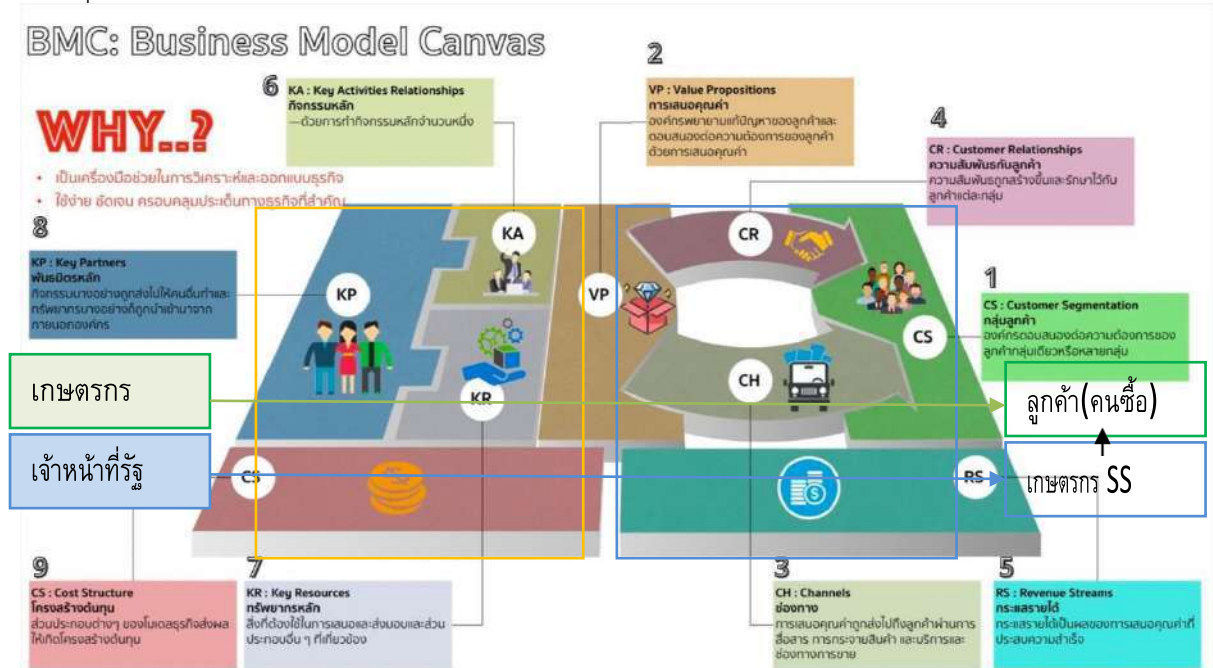 BMC: Business Model Canvas
WHY..?
• เป็นเครื่องมือช่วยในการวิเคราะห์และออกแบบธุรกิจ
• ใช้ง่าย ชัดเจน ครอบคลุมประเด็นทางธุรกิจที่สำคัญ
6
KA : Key Activities Relationships
กิจกรรมหลัก
—ด้วยการทำกิจกรรมหลักจำนวนหนึ่ง
2
VP : Value Propositions
การเสนอคุณค่า
องค์กรพยายามแก้ปัญหาของลูกค้าและ
ตอบสนองต่อความต้องการของลูกค้า
ด้วยการเสนอคุณค่า
4
CR : Customer Relationships
ความสัมพันธ์กับลูกค้า
ความสัมพันธ์ถูกสร้างขึ้นและรักษาไว้กับ
ลูกค้าแต่ละกลุ่ม
8
KP : Key Partners
พันธมิตรหลัก
กิจกรรมบางอย่างถูกส่งไปให้คนอื่นทำและ
ทรัพยากรบางอย่างก็ถูกนำเข้ามาจาก
ภายนอกองค์กร
1
CS : Customer Segmentation
กลุ่มลูกค้า
องค์กรตอบสนองต่อความต้องการของ
ลูกค้ากลุ่มเดียวหรือหลายกลุ่ม
KA
CR
KP
VP
CS
CH
KR
CS
RS
เกษตรกร
ลูกค้า(คนซื้อ)
เจ้าหน้าที่รัฐ
เกษตรกร SS
9
CS : Cost Structure
โครงสร้างต้นทุน
ส่วนประกอบต่างๆ ของโมเดลธุรกิจส่งผล
ให้เกิดโครงสร้างต้นทุน
7
KR : Key Resources
ทรัพยากรหลัก
สิ่งที่ต้องใช้ในการเสนอและส่งมอบและส่วน
ประกอบอื่น ๆ ที่เกี่ยวข้อง
3
CH : Channels
ช่องทาง
การเสนอคุณค่าถูกส่งไปถึงลูกค้าผ่านการ
สื่อสาร การกระจายสินค้า และบริการและ
ช่องทางการขาย
5
RS : Revenue Streams
กระแสรายได้
กระแสรายได้เป็นผลของการเสนอคุณค่าที่
ประสบความสำเร็จ